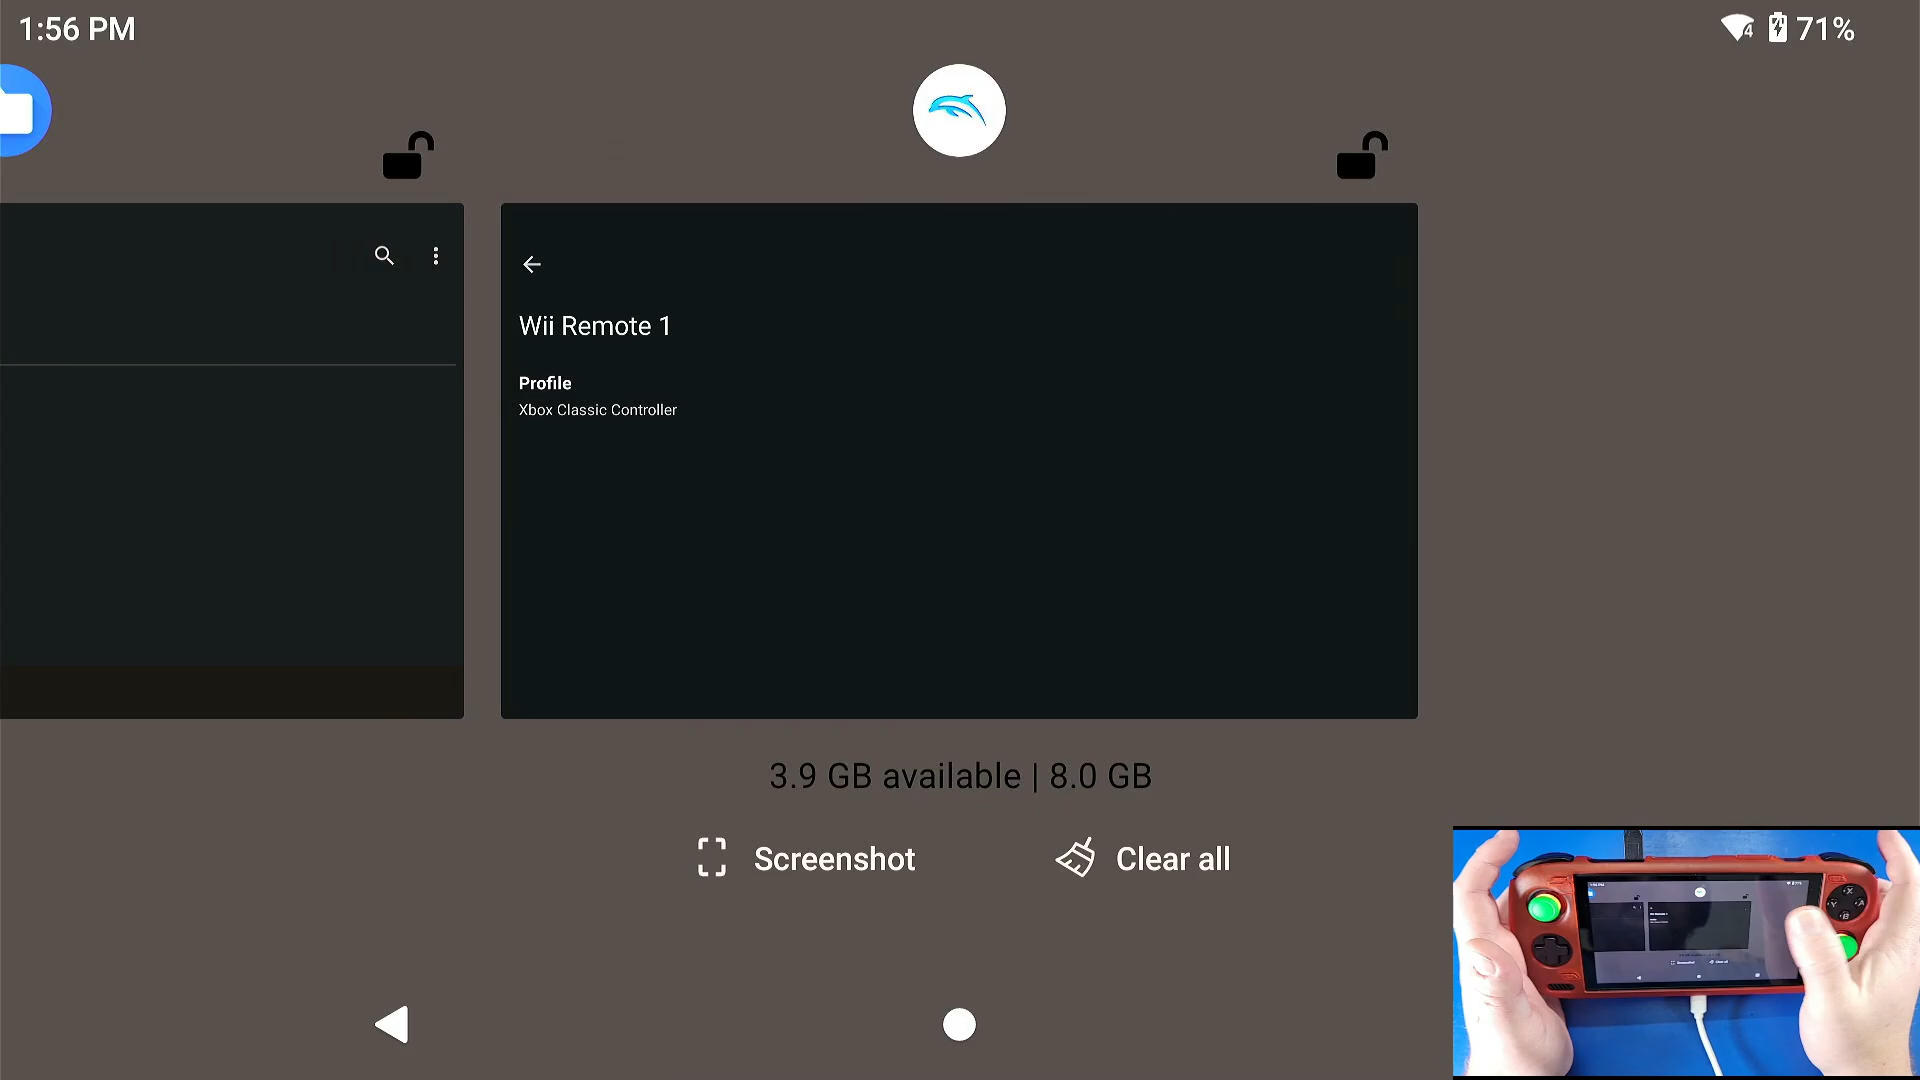 1:56 PM
4
71%
Wii Remote 1
Profile
Xbox Classic Controller
3.9 GB available | 8.0 GB
Screenshot
Clear all
X
Y
A
B